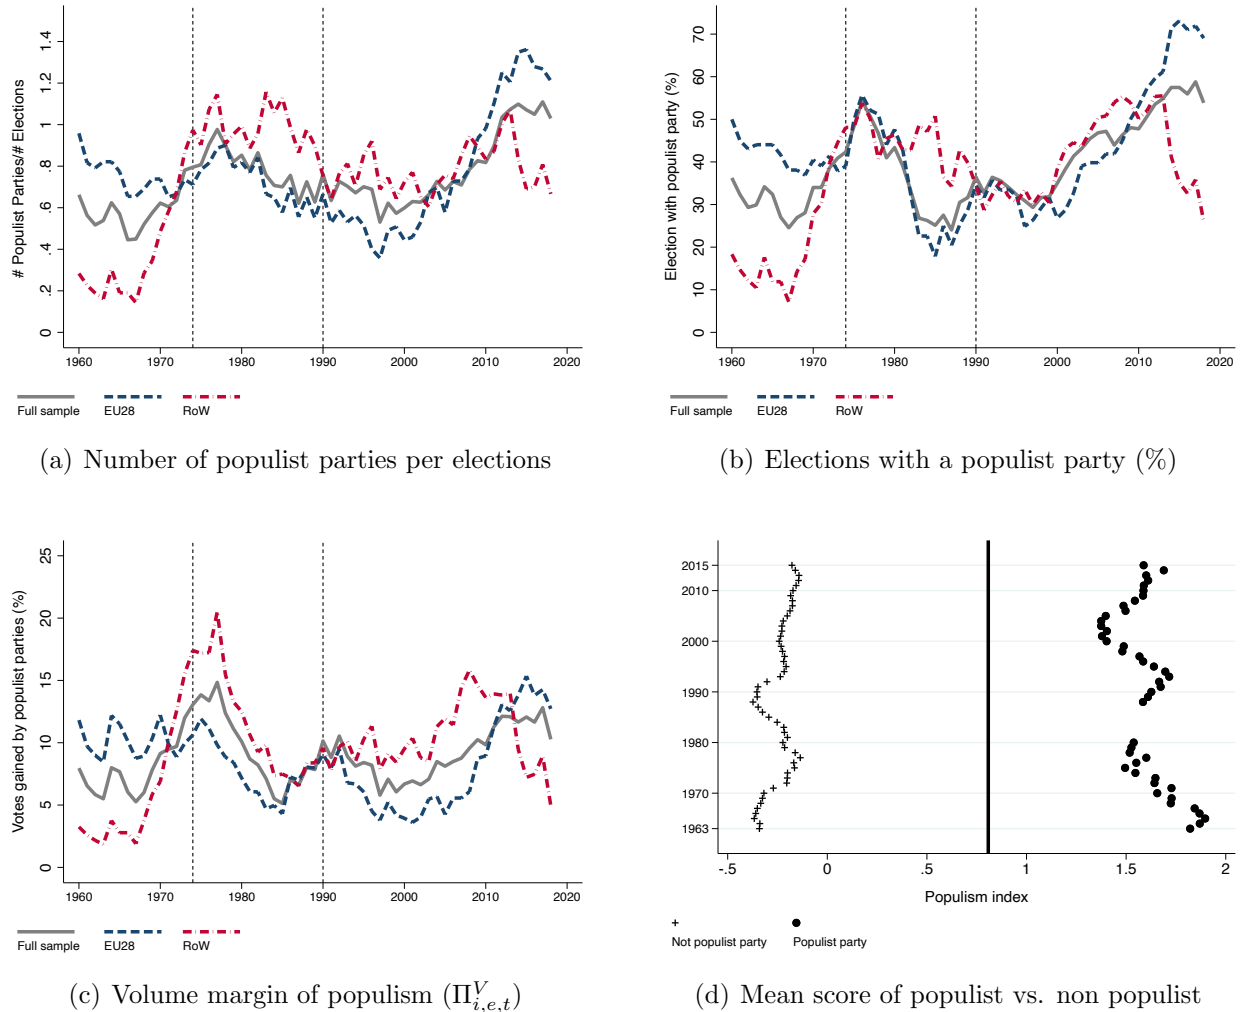 # Populist Parties/# Elections
1.4
1.2
1
.8
.6
.4
.2
0
1960 1970 1980 1990 2000 2010 2020
Full sample EU28 RoW
(a) Number of populist parties per elections
Election with populist party (%)
70
60
50
40
30
20
10
0
1960 1970 1980 1990 2000 2010 2020
Full sample EU28 RoW
(b) Elections with a populist party (%)
Votes gained by populist parties (%)
25
20
15
10
5
0
1960 1970 1980 1990 2000 2010 2020
Full sample EU28 RoW
(c) Volume margin of populism (Π^V_{i,e,t})
2015
2010
2000
1990
1980
1970
1963
-.5 0 .5 1 1.5 2
Populism index
Not populist party Populist party
(d) Mean score of populist vs. non populist